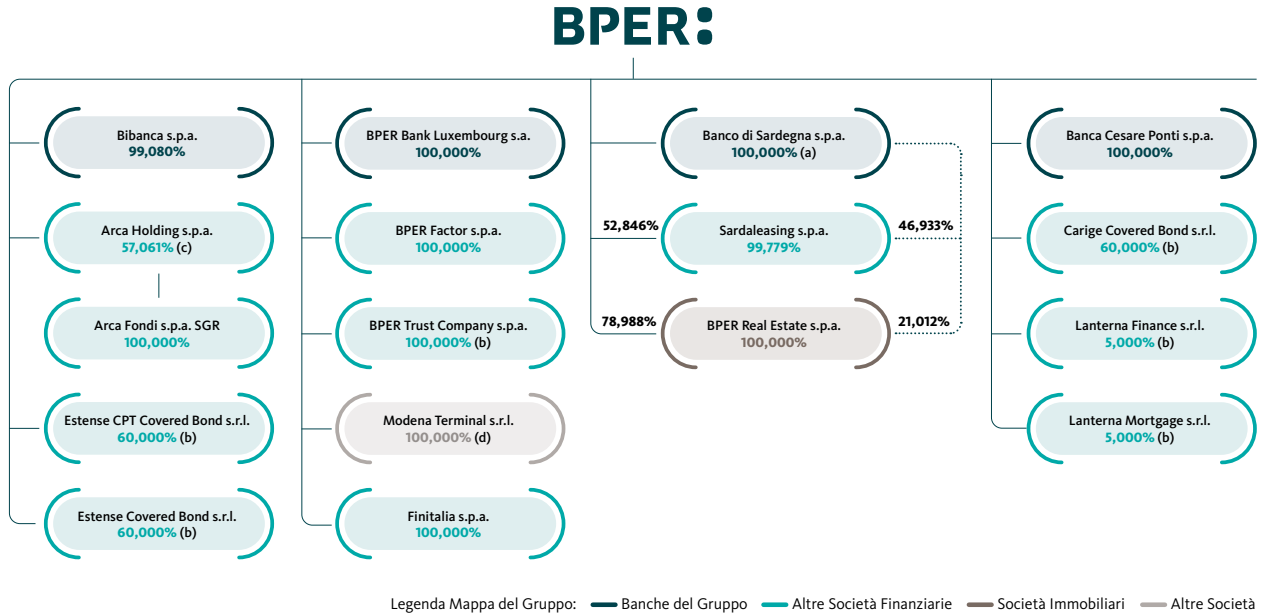 BPER:
Bibanca s.p.a.
99,080%
Arca Holding s.p.a.
57,061% (c)
Arca Fondi s.p.a. SGR
100,000%
Estense CPT Covered Bond s.r.l.
60,000% (b)
Estense Covered Bond s.r.l.
60,000% (b)
BPER Bank Luxembourg s.a.
100,000%
BPER Factor s.p.a.
100,000%
BPER Trust Company s.p.a.
100,000% (b)
Modena Terminal s.r.l.
100,000% (d)
Finitalia s.p.a.
100,000%
Banco di Sardegna s.p.a.
100,000% (a)
52,846%
Sardaleasing s.p.a.
99,779%
46,933%
78,988%
BPER Real Estate s.p.a.
100,000%
21,012%
Banca Cesare Ponti s.p.a.
100,000%
Carige Covered Bond s.r.l.
60,000% (b)
Lanterna Finance s.r.l.
5,000% (b)
Lanterna Mortgage s.r.l.
5,000% (b)
Legenda Mappa del Gruppo: Banche del Gruppo Altre Società Finanziarie Società Immobiliari Altre Società